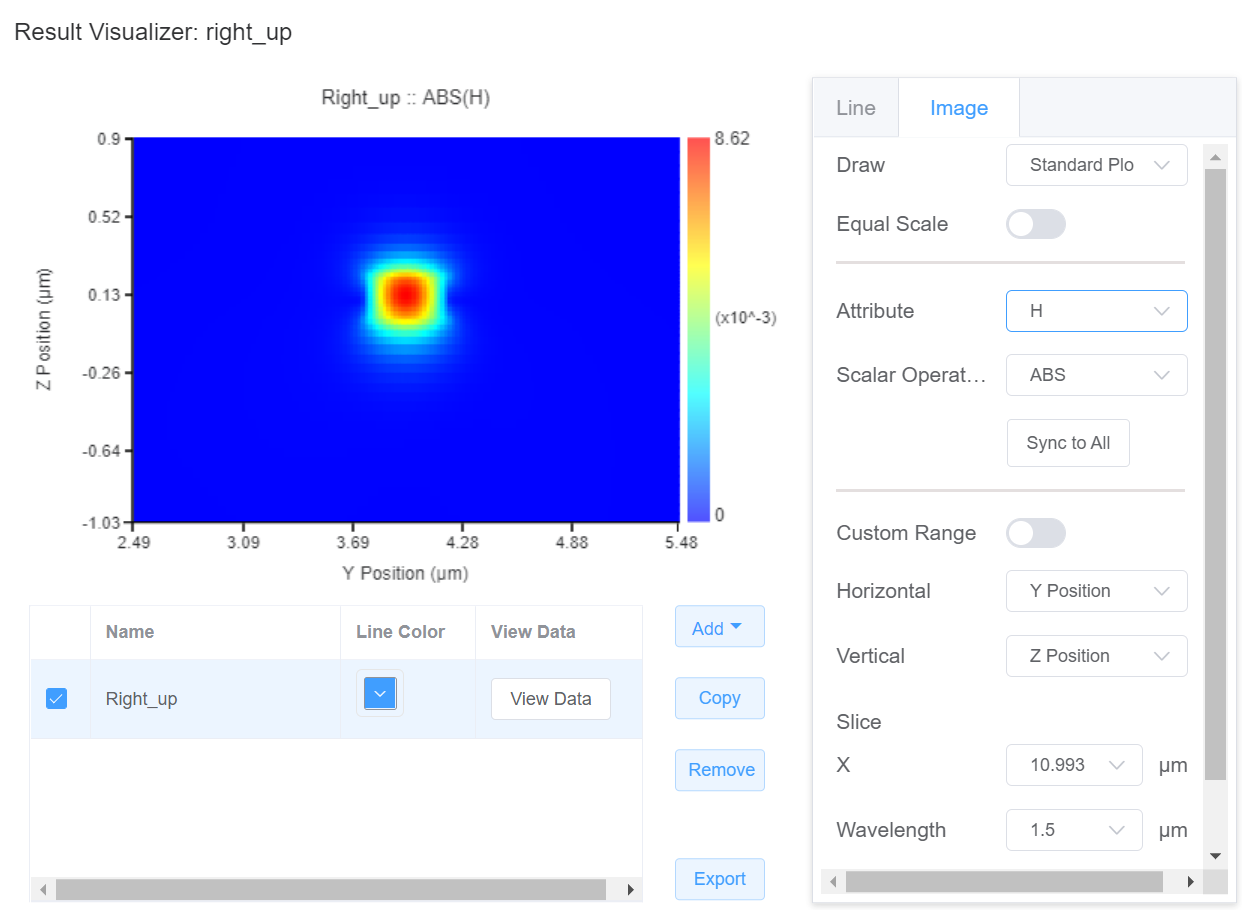 Result Visualizer: right_up
Right_up :: ABS(H)
0.9
0.52
0.13
-0.26
-0.64
-1.03
Z Position (μm)
2.49 3.09 3.69 4.28 4.88 5.48
Y Position (μm)
8.62
(x10^-3)
0
Name Line Color View Data
Right_up View Data
Add
Copy
Remove
Export
Line Image
Draw Standard Plo
Equal Scale
Attribute H
Scalar Operat... ABS
Sync to All
Custom Range
Horizontal Y Position
Vertical Z Position
Slice
X 10.993 μm
Wavelength 1.5 μm